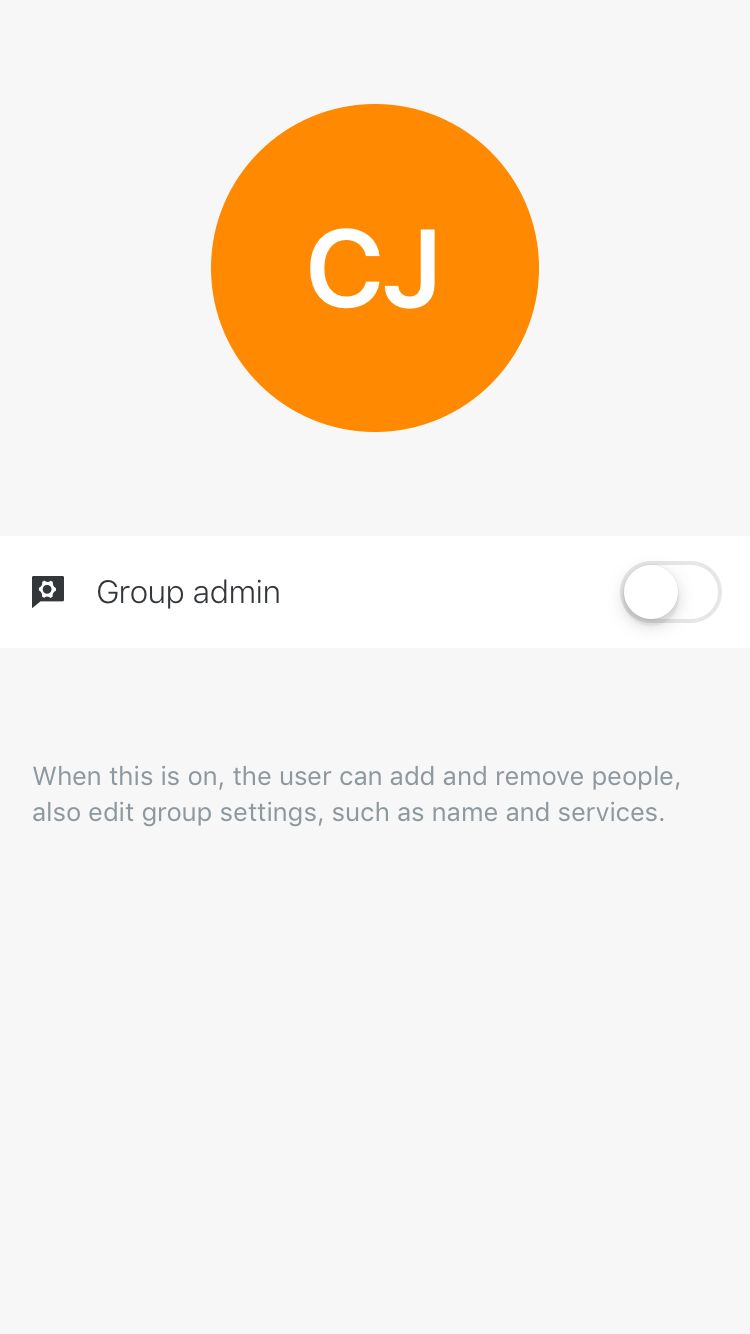 CJ
Group admin
When this is on, the user can add and remove people,
also edit group settings, such as name and services.